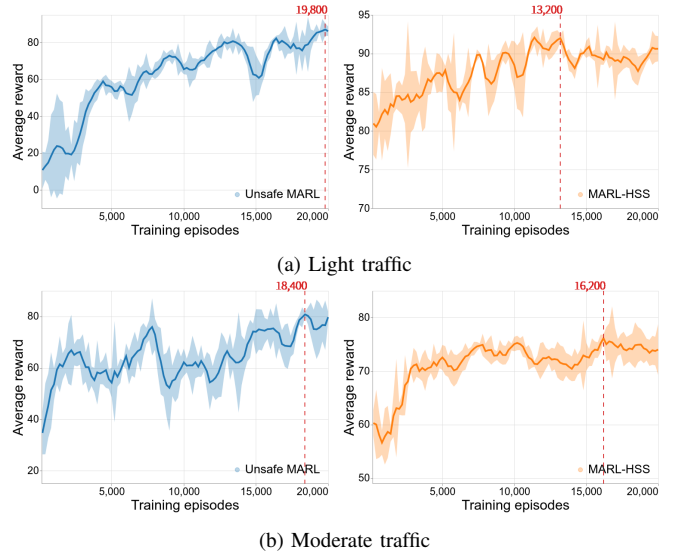 19,800
13,200
Average reward
80
60
40
20
0
Unsafe MARL
5,000
10,000
15,000
20,000
Training episodes
Average reward
95
90
85
80
75
70
MARL-HSS
5,000
10,000
15,000
20,000
Training episodes
(a) Light traffic
18,400
16,200
Average reward
80
60
40
20
Unsafe MARL
5,000
10,000
15,000
20,000
Training episodes
Average reward
80
70
60
50
MARL-HSS
5,000
10,000
15,000
20,000
Training episodes
(b) Moderate traffic